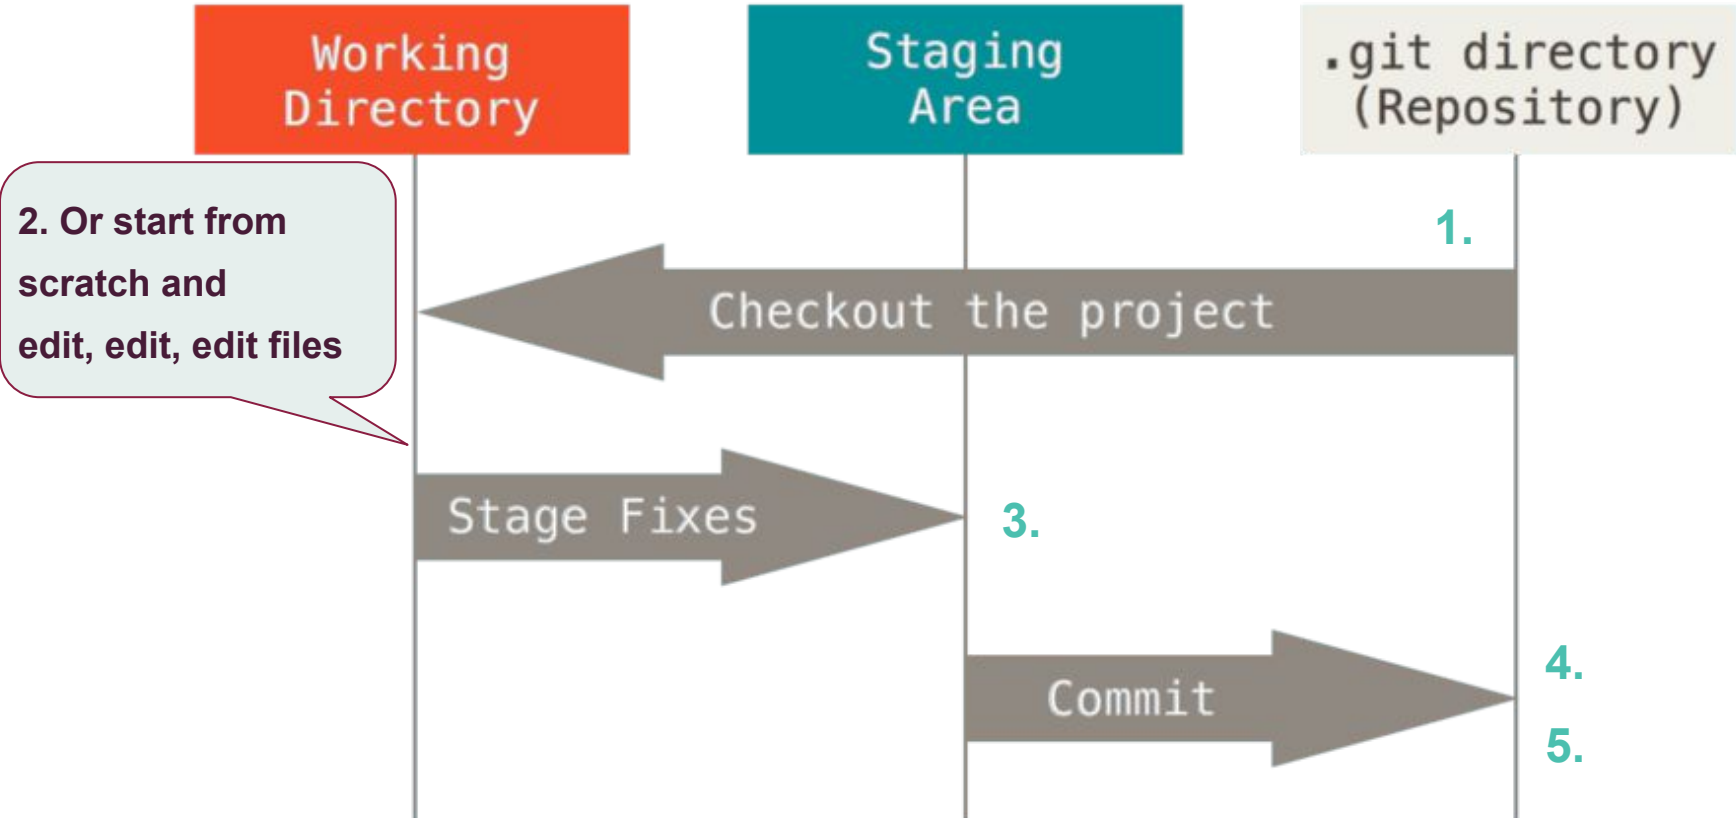 Working
Directory
Staging
Area
.git directory
(Repository)
2. Or start from
scratch and
edit, edit, edit files
1.
Checkout the project
Stage Fixes
3.
Commit
4.
5.